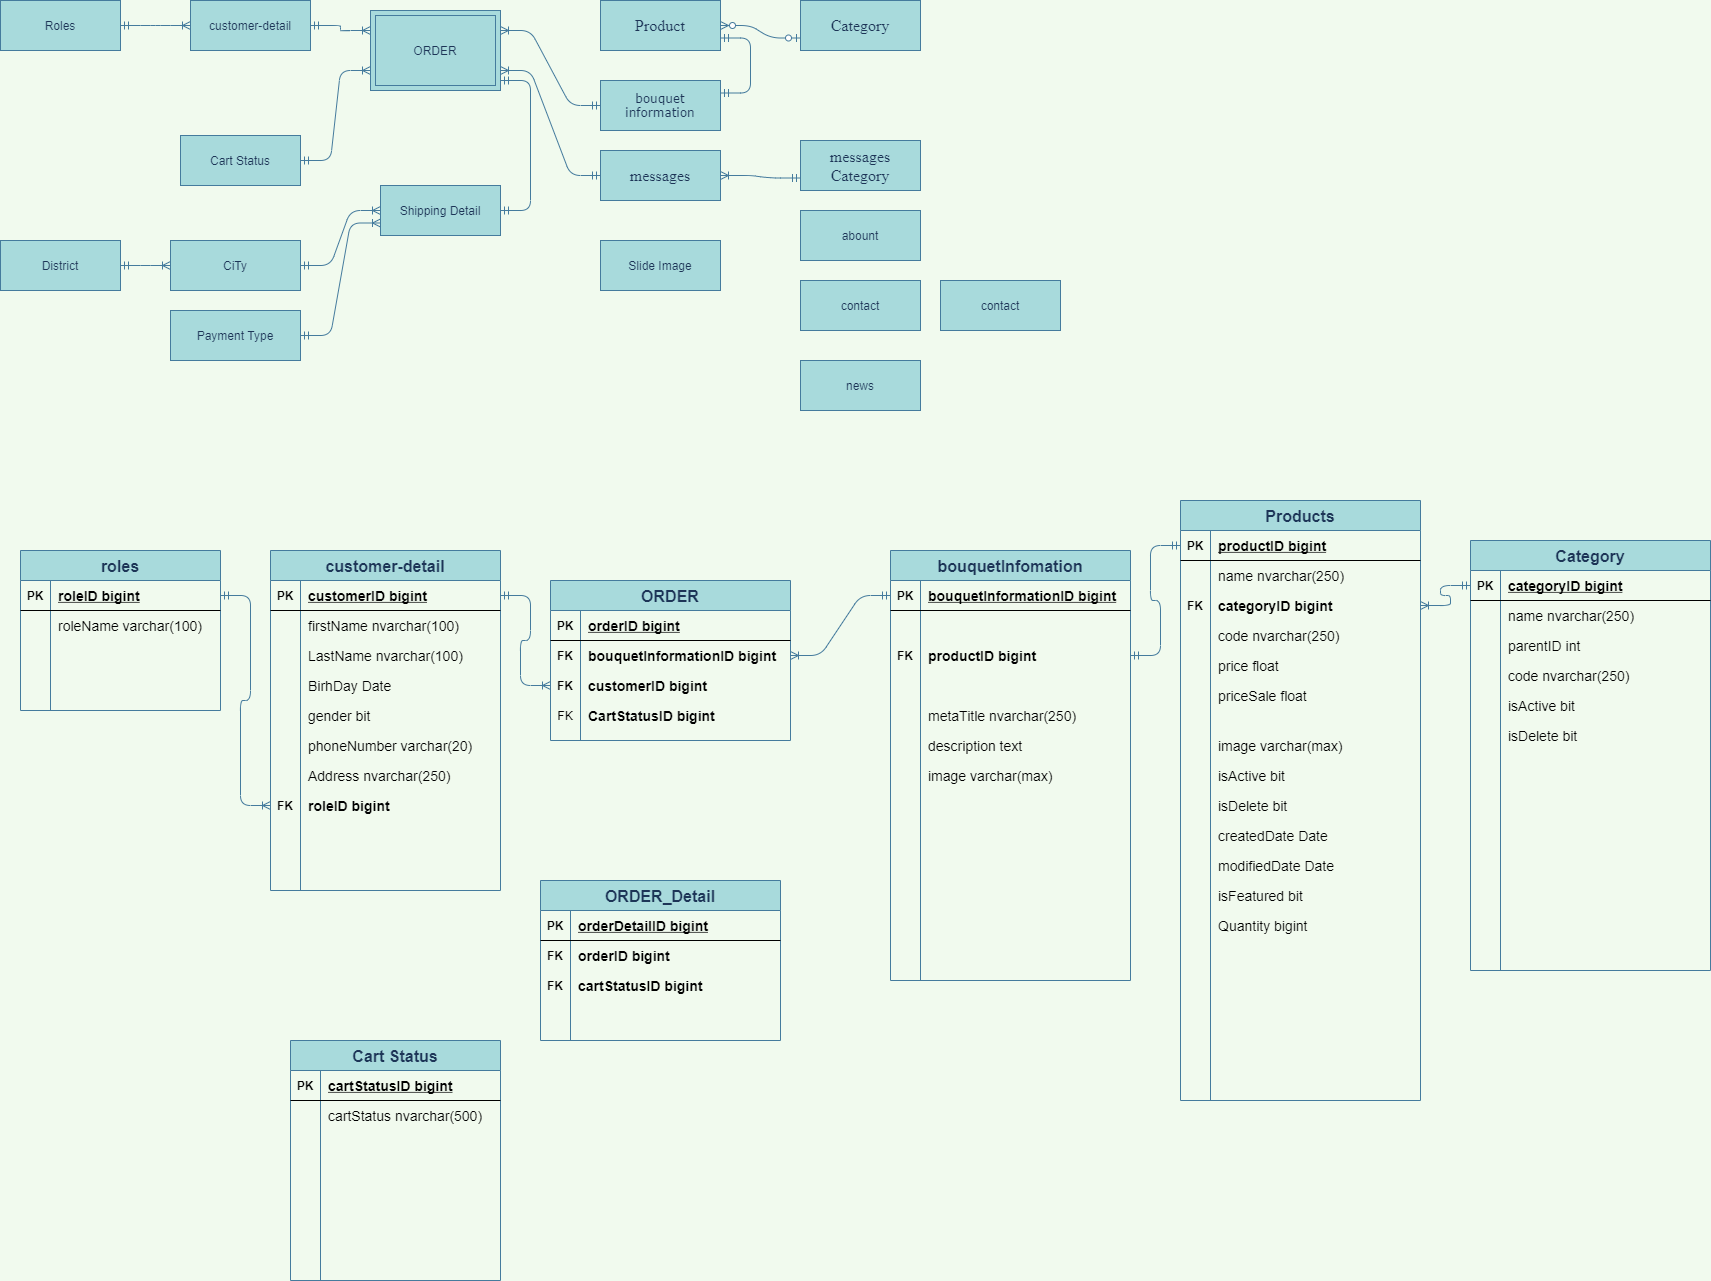 Roles
customer-detail
ORDER
Product
Category
bouquet
information
Cart Status
messages
messages
Category
Shipping Detail
abount
District
CiTy
Slide Image
contact
contact
Payment Type
news
roles
PK roleID bigint
roleName varchar(100)
customer-detail
PK customerID bigint
firstName nvarchar(100)
LastName nvarchar(100)
BirhDay Date
gender bit
phoneNumber varchar(20)
Address nvarchar(250)
FK roleID bigint
ORDER
PK orderID bigint
FK bouquetInformationID bigint
FK customerID bigint
FK CartStatusID bigint
bouquetInfomation
PK bouquetInformationID bigint
FK productID bigint
metaTitle nvarchar(250)
description text
image varchar(max)
Products
PK productID bigint
name nvarchar(250)
FK categoryID bigint
code nvarchar(250)
price float
priceSale float
image varchar(max)
isActive bit
isDelete bit
createdDate Date
modifiedDate Date
isFeatured bit
Quantity bigint
Category
PK categoryID bigint
name nvarchar(250)
parentID int
code nvarchar(250)
isActive bit
isDelete bit
ORDER_Detail
PK orderDetailID bigint
FK orderID bigint
FK cartStatusID bigint
Cart Status
PK cartStatusID bigint
cartStatus nvarchar(500)